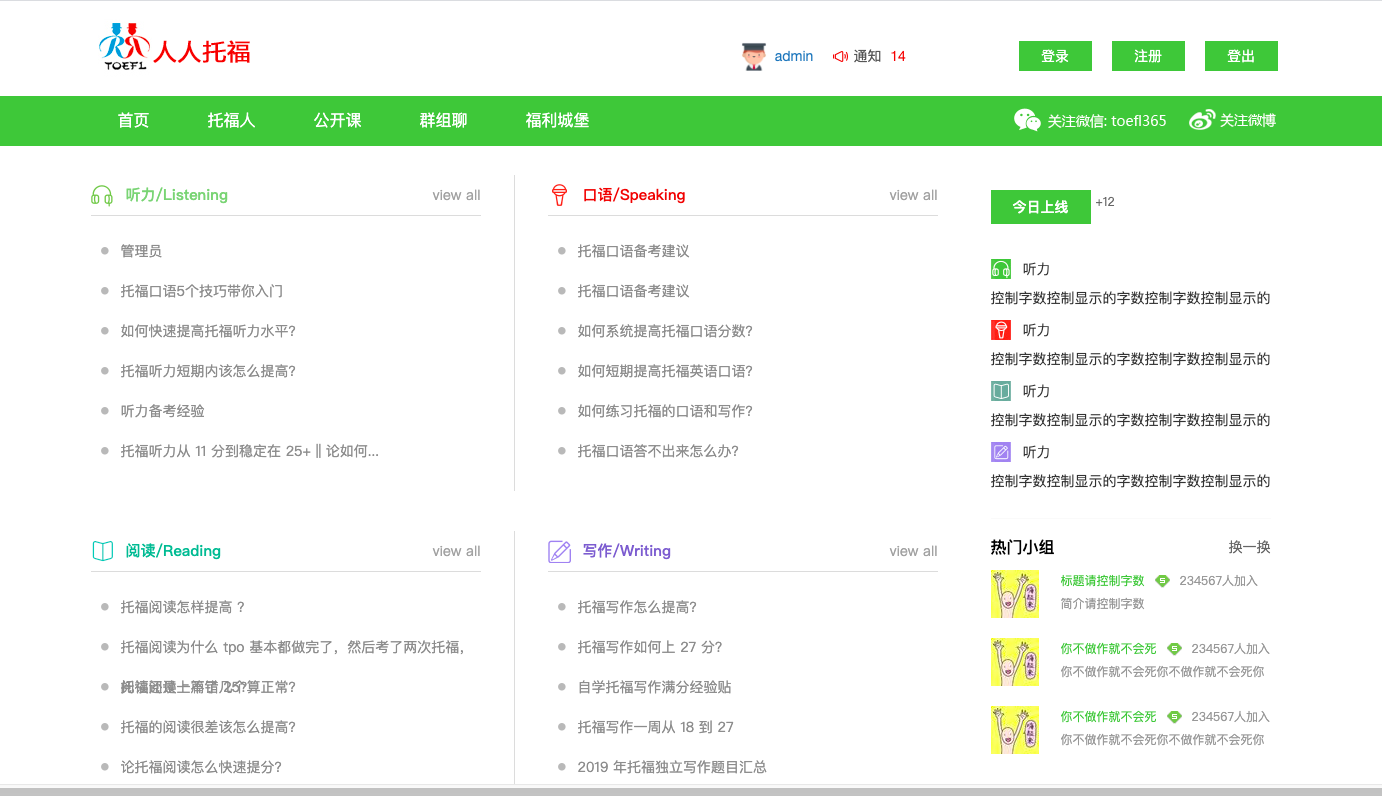 TOEFL 人人托福
admin 通知 14
登录 注册 登出
首页 托福人 公开课 群组聊 福利城堡 关注微信: toefl365 关注微博
听力/Listening view all
管理员
托福口语5个技巧带你入门
如何快速提高托福听力水平?
托福听力短期内该怎么提高?
听力备考经验
托福听力从 11 分到稳定在 25+ ‖ 论如何...
口语/Speaking view all
托福口语备考建议
托福口语备考建议
如何系统提高托福口语分数?
如何短期提高托福英语口语?
如何练习托福的口语和写作?
托福口语答不出来怎么办?
阅读/Reading view all
托福阅读怎样提高 ?
托福阅读为什么 tpo 基本都做完了，然后考了两次托福，
算正常?
托福的阅读很差该怎么提高?
论托福阅读怎么快速提分?
写作/Writing view all
托福写作怎么提高?
托福写作如何上 27 分?
自学托福写作满分经验贴
托福写作一周从 18 到 27
2019 年托福独立写作题目汇总
今日上线 +12
听力
控制字数控制显示的字数控制字数控制显示的
听力
控制字数控制显示的字数控制字数控制显示的
听力
控制字数控制显示的字数控制字数控制显示的
听力
控制字数控制显示的字数控制字数控制显示的
热门小组 换一换
标题请控制字数 5 234567人加入
简介请控制字数
你不做作就不会死 5 234567人加入
你不做作就不会死你不做作就不会死你
你不做作就不会死 5 234567人加入
你不做作就不会死你不做作就不会死你